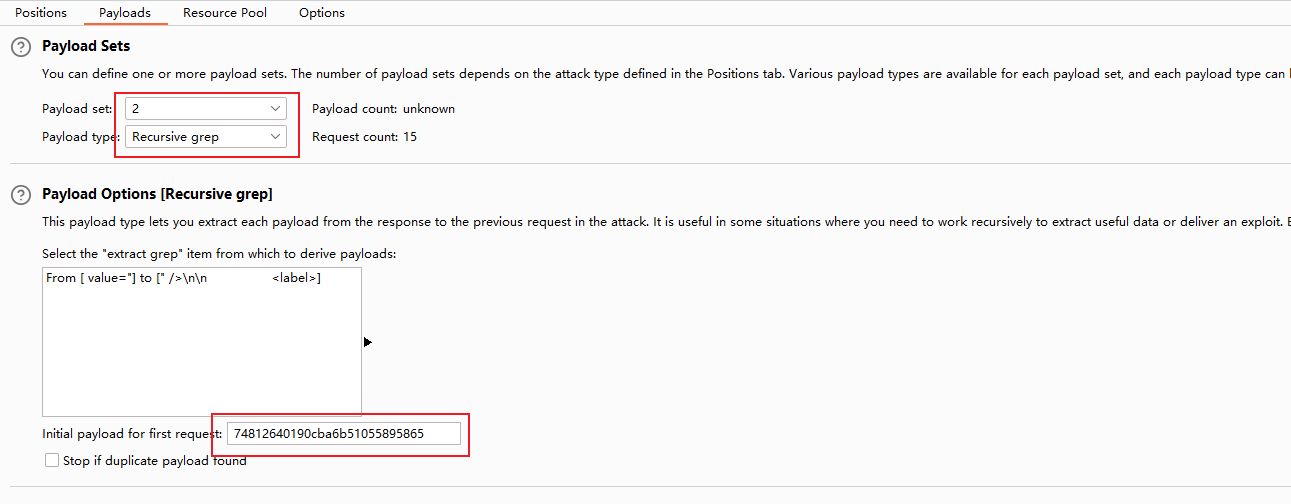 Positions Payloads Resource Pool Options
Payload Sets
You can define one or more payload sets. The number of payload sets depends on the attack type defined in the Positions tab. Various payload types are available for each payload set, and each payload type can
Payload set: 2 Payload count: unknown
Payload type: Recursive grep Request count: 15
Payload Options [Recursive grep]
This payload type lets you extract each payload from the response to the previous request in the attack. It is useful in some situations where you need to work recursively to extract useful data or deliver an exploit.
Select the "extract grep" item from which to derive payloads:
From [ value="] to [" />\n\n <label>]
Initial payload for first request: 74812640190cba6b51055895865
Stop if duplicate payload found